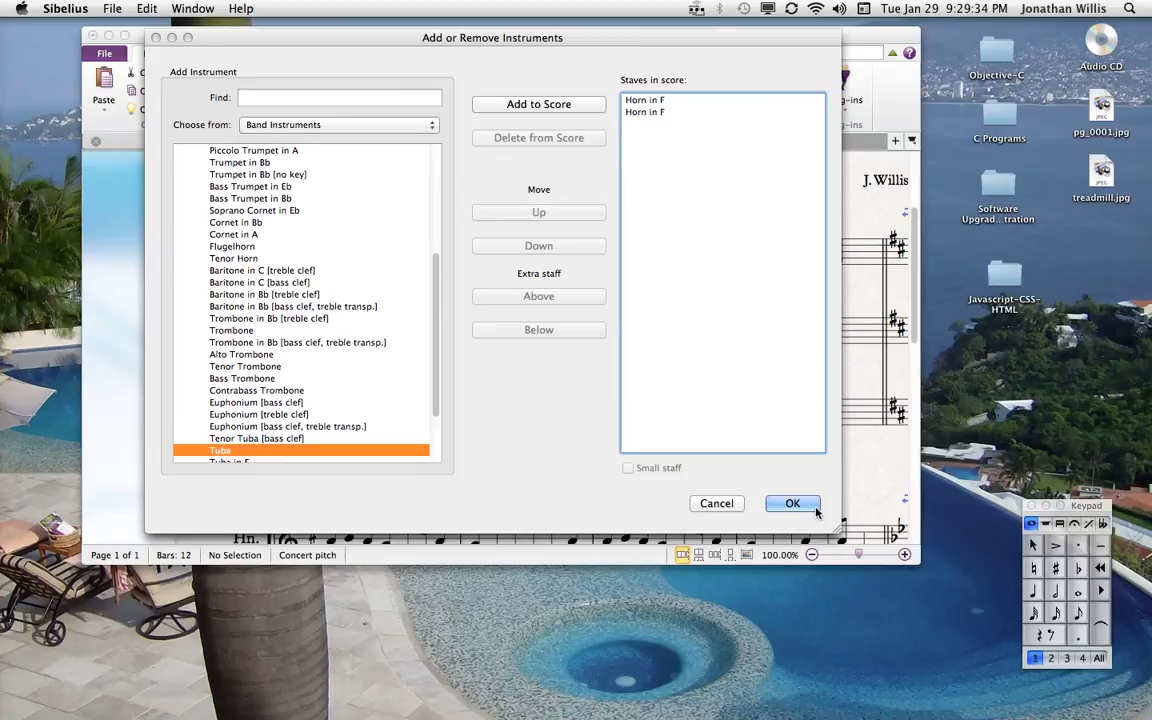 Sibelius File Edit Window Help
Tue Jan 29 9:29:34 PM Jonathan Willis
Add or Remove Instruments
File
Paste
Add Instrument
Find:
Choose from: Band Instruments
Piccolo Trumpet in A
Trumpet in Bb
Trumpet in Bb [no key]
Bass Trumpet in Eb
Bass Trumpet in Bb
Soprano Cornet in Eb
Cornet in Bb
Cornet in A
Flugelhorn
Tenor Horn
Baritone in C [treble clef]
Baritone in C [bass clef]
Baritone in Bb [treble clef]
Baritone in Bb [bass clef, treble transp.]
Trombone in Bb [treble clef]
Trombone
Trombone in Bb [bass clef, treble transp.]
Alto Trombone
Tenor Trombone
Bass Trombone
Contrabass Trombone
Euphonium [bass clef]
Euphonium [treble clef]
Euphonium [bass clef, treble transp.]
Tenor Tuba [bass clef]
Tuba
Tuba in F
Add to Score
Delete from Score
Move
Up
Down
Extra staff
Above
Below
Staves in score:
Horn in F
Horn in F
Small staff
Cancel
OK
J. Willis
Hn.
Page 1 of 1 Bars: 12 No Selection Concert pitch 100.00%
Objective-C
Audio CD
C Programs
pg_0001.jpg
Software
Upgrad...tration
treadmill.jpg
Javascript-CSS-
HTML
Keypad
1 2 3 4 All